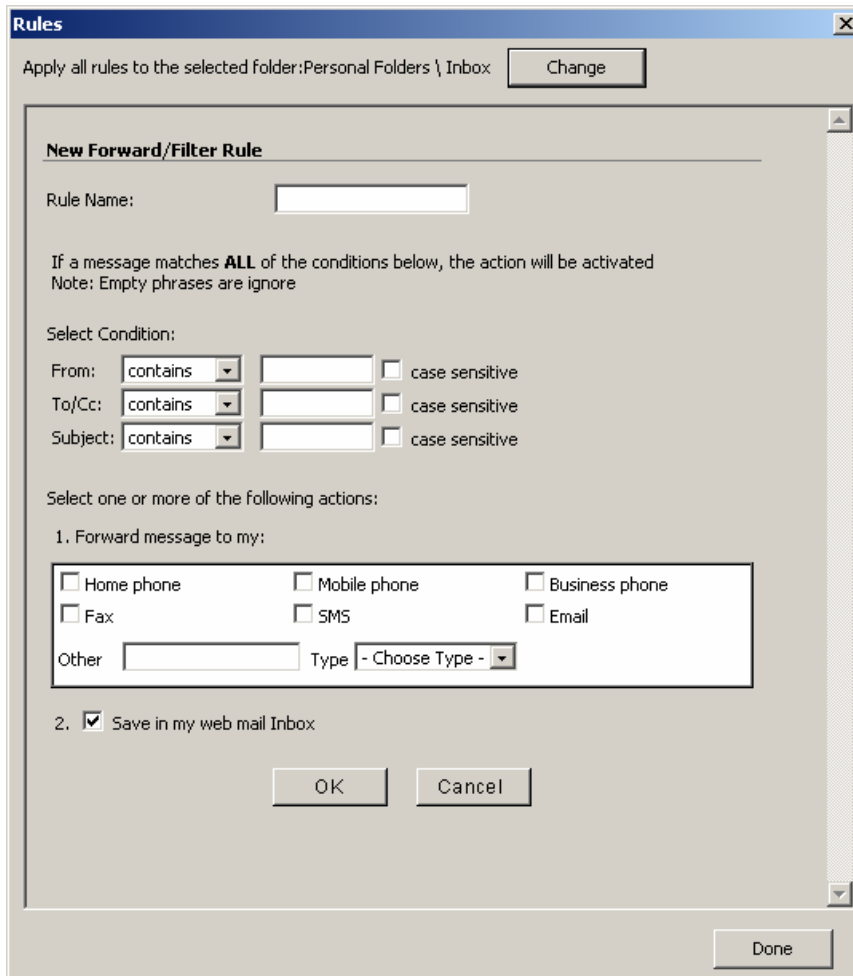 Rules
Apply all rules to the selected folder:Personal Folders \ Inbox Change
New Forward/Filter Rule
Rule Name:
If a message matches ALL of the conditions below, the action will be activated
Note: Empty phrases are ignore
Select Condition:
From: contains case sensitive
To/Cc: contains case sensitive
Subject: contains case sensitive
Select one or more of the following actions:
1. Forward message to my:
Home phone Mobile phone Business phone
Fax SMS Email
Other Type - Choose Type -
2. Save in my web mail Inbox
OK Cancel
Done